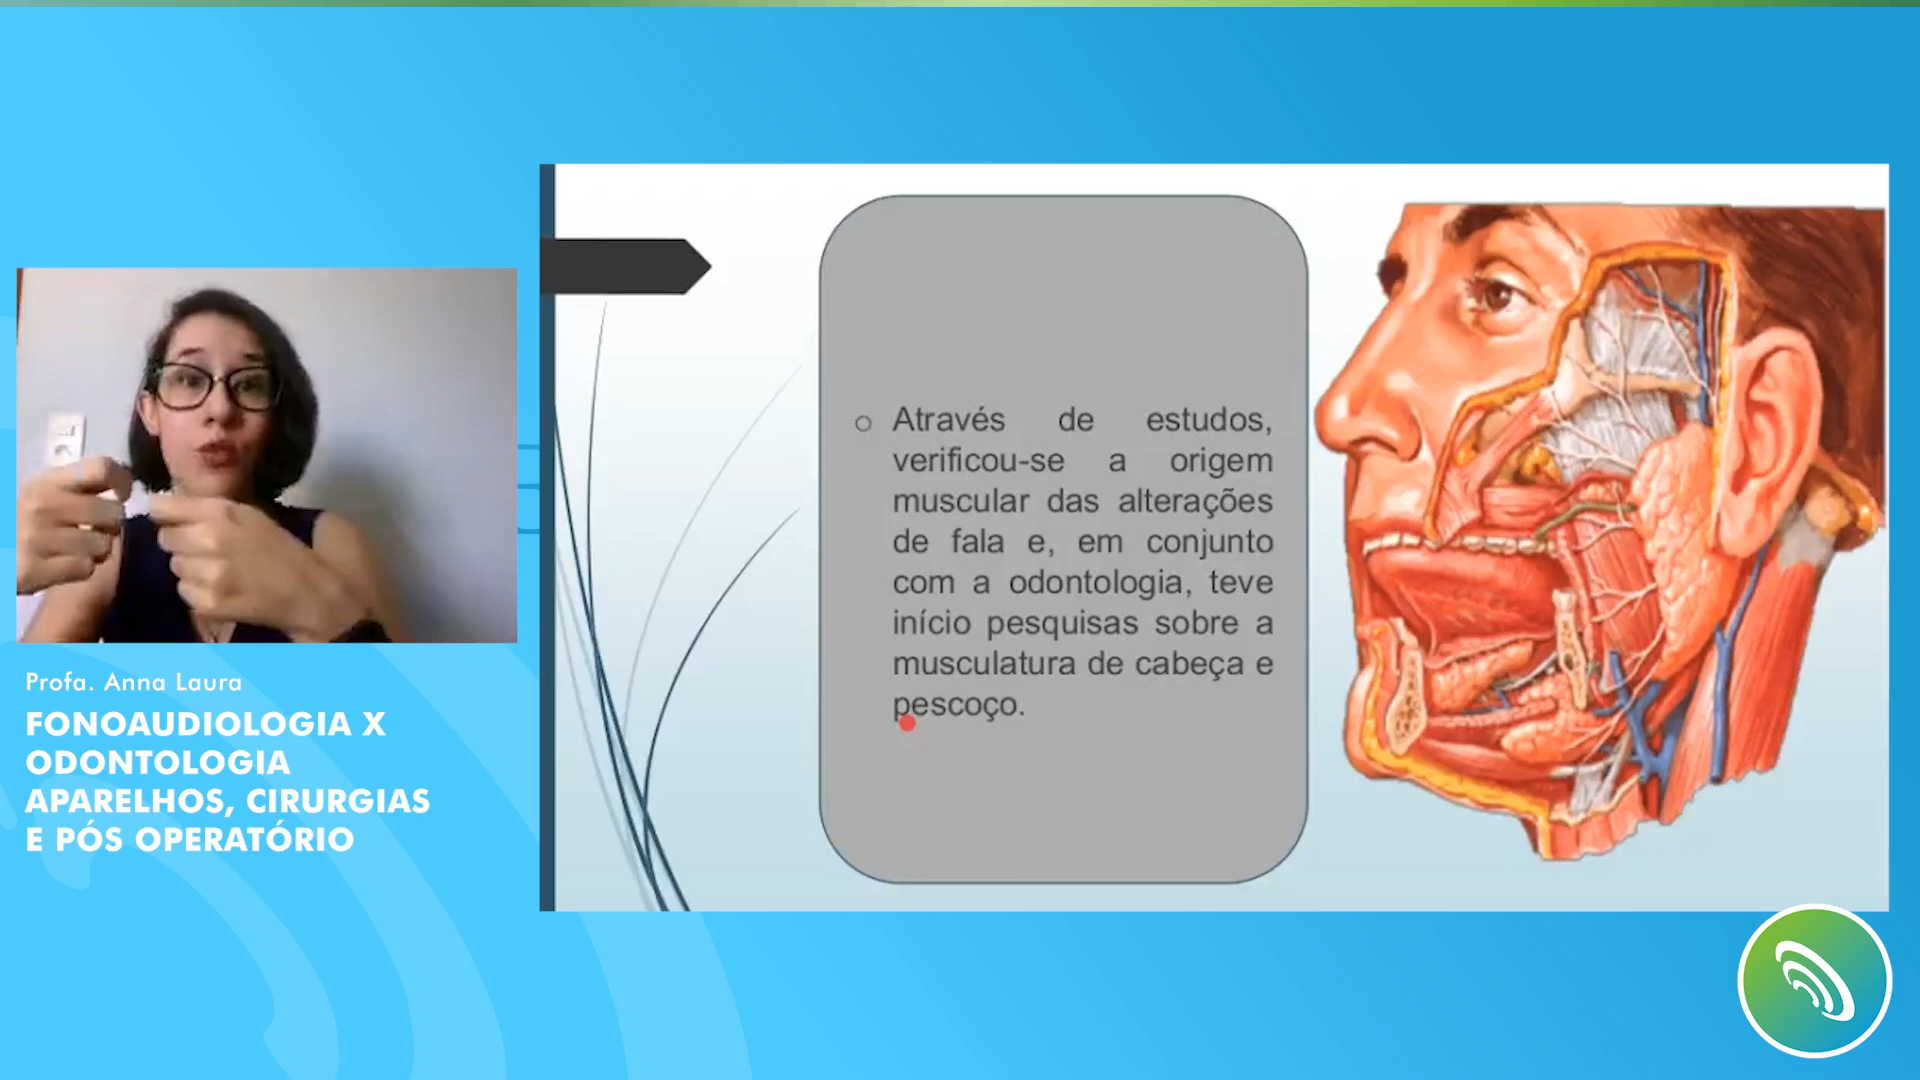 Profa. Anna Laura
FONOAUDIOLOGIA X
ODONTOLOGIA
APARELHOS, CIRURGIAS
E PÓS OPERATÓRIO
Através de estudos,
verificou-se a origem
muscular das alterações
de fala e, em conjunto
com a odontologia, teve
início pesquisas sobre a
musculatura de cabeça e
pescoço.